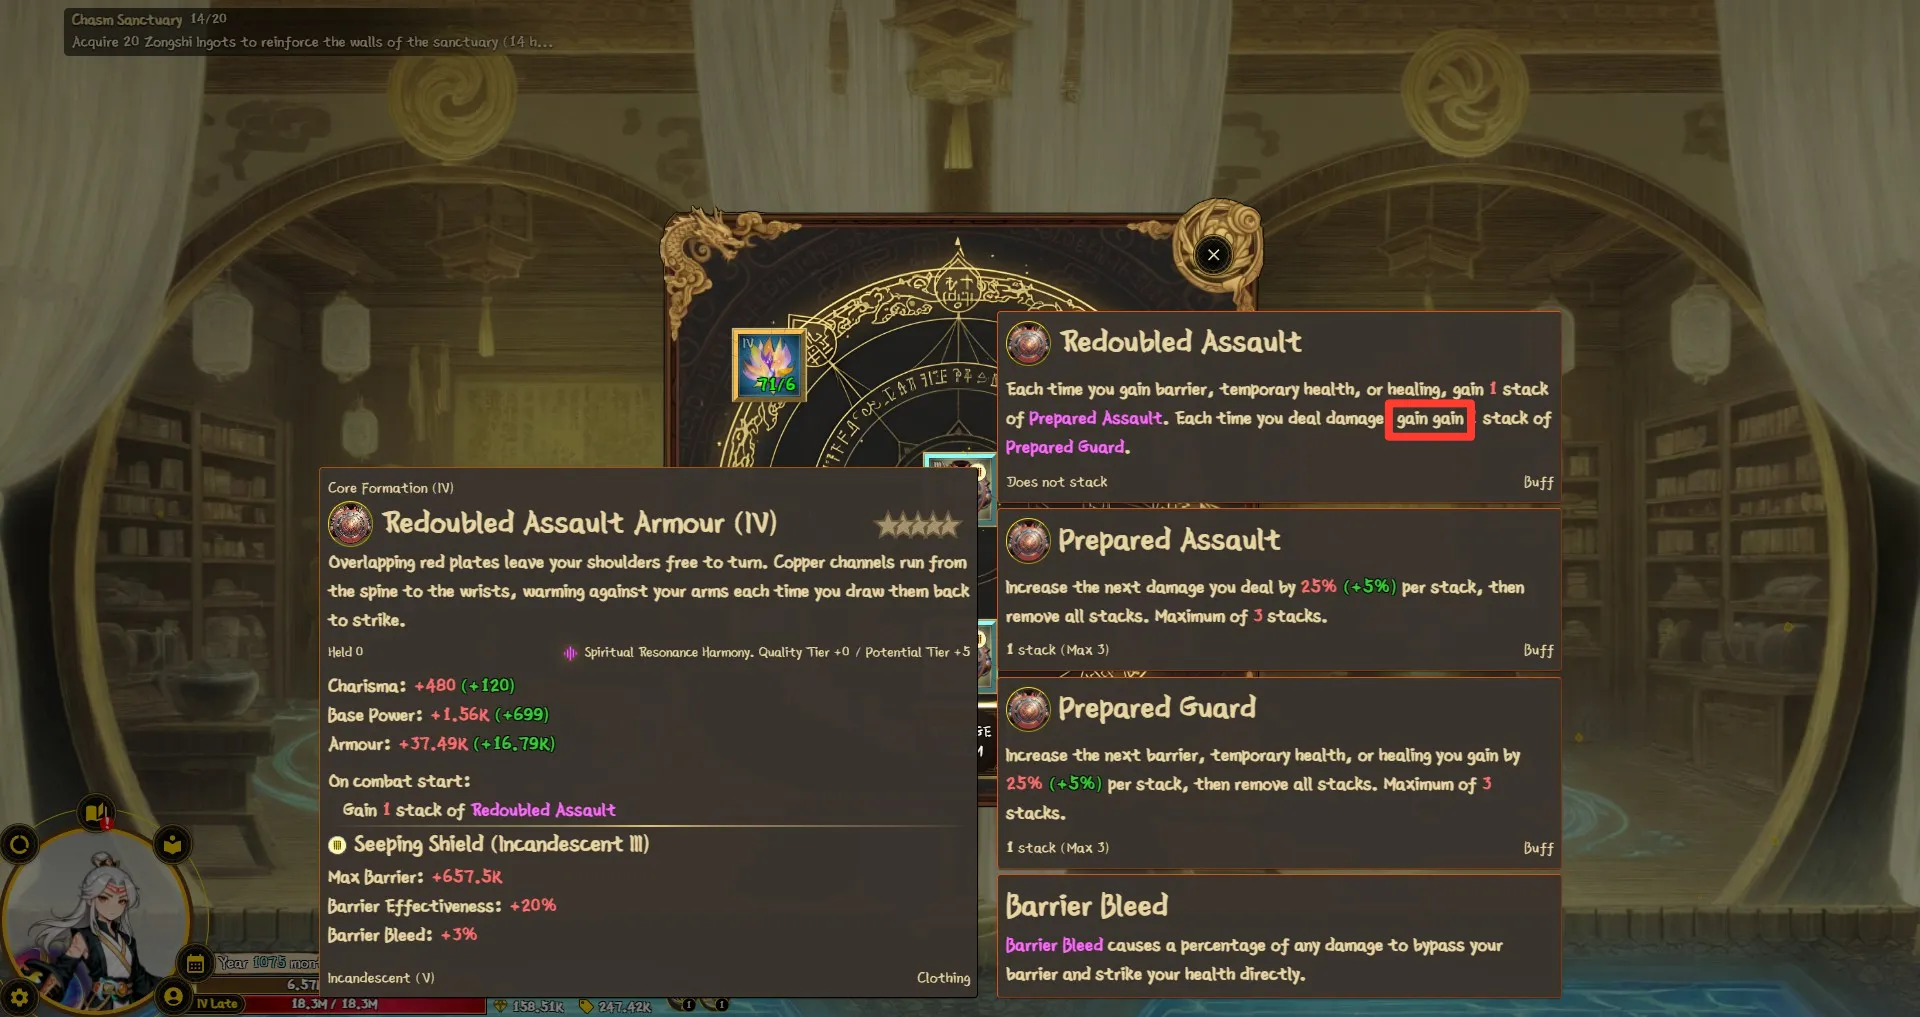 Chasm Sanctuary 14/20
Acquire 20 Zongshi Ingots to reinforce the walls of the sanctuary (14 h...
IV
71/6
Redoubled Assault
Each time you gain barrier, temporary health, or healing, gain 1 stack
of Prepared Assault. Each time you deal damage gain gain stack of
Prepared Guard.
Does not stack
Buff
Prepared Assault
Increase the next damage you deal by 25% (+5%) per stack, then
remove all stacks. Maximum of 3 stacks.
1 stack (Max 3)
Buff
Prepared Guard
Increase the next barrier, temporary health, or healing you gain by
25% (+5%) per stack, then remove all stacks. Maximum of 3
stacks.
1 stack (Max 3)
Buff
Barrier Bleed
Barrier Bleed causes a percentage of any damage to bypass your
barrier and strike your health directly.
Core Formation (IV)
Redoubled Assault Armour (IV)
Overlapping red plates leave your shoulders free to turn. Copper channels run from
the spine to the wrists, warming against your arms each time you draw them back
to strike.
Held 0
Spiritual Resonance Harmony. Quality Tier +0 / Potential Tier +5
Charisma: +480 (+120)
Base Power: +1.56K (+699)
Armour: +37.49K (+16.79K)
On combat start:
Gain 1 stack of Redoubled Assault
Seeping Shield (Incandescent III)
Max Barrier: +657.5K
Barrier Effectiveness: +20%
Barrier Bleed: +3%
Incandescent (V)
Clothing
Year 1075 mont
6.57
IV Late
18.3M / 18.3M
158.51K
247.42K
1
1